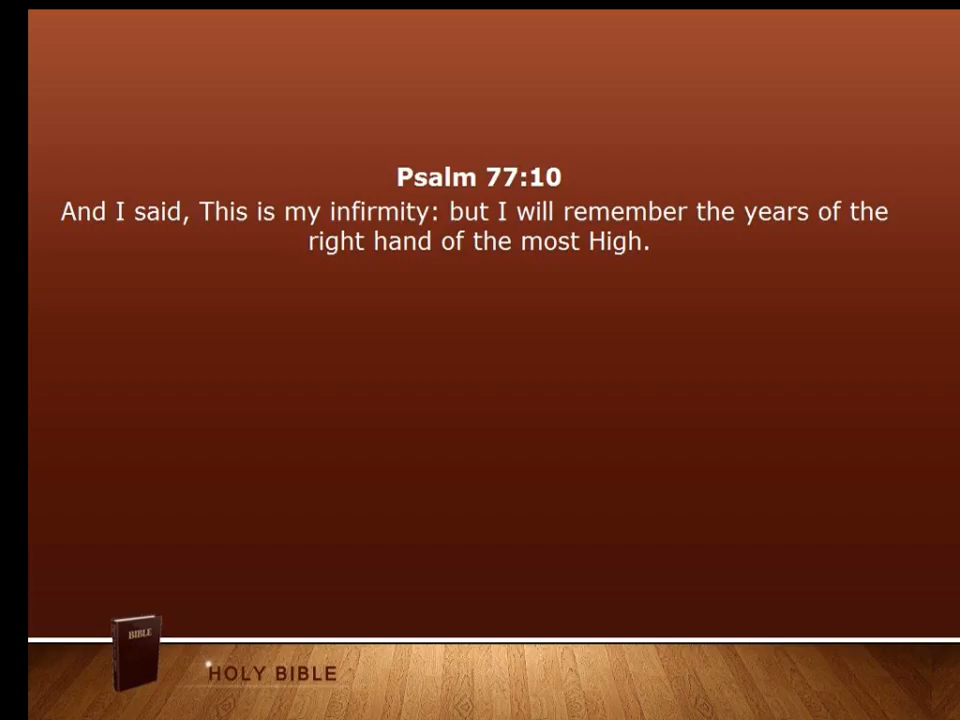 Psalm 77:10
And I said, This is my infirmity: but I will remember the years of the
right hand of the most High.
BIBLE
HOLY BIBLE